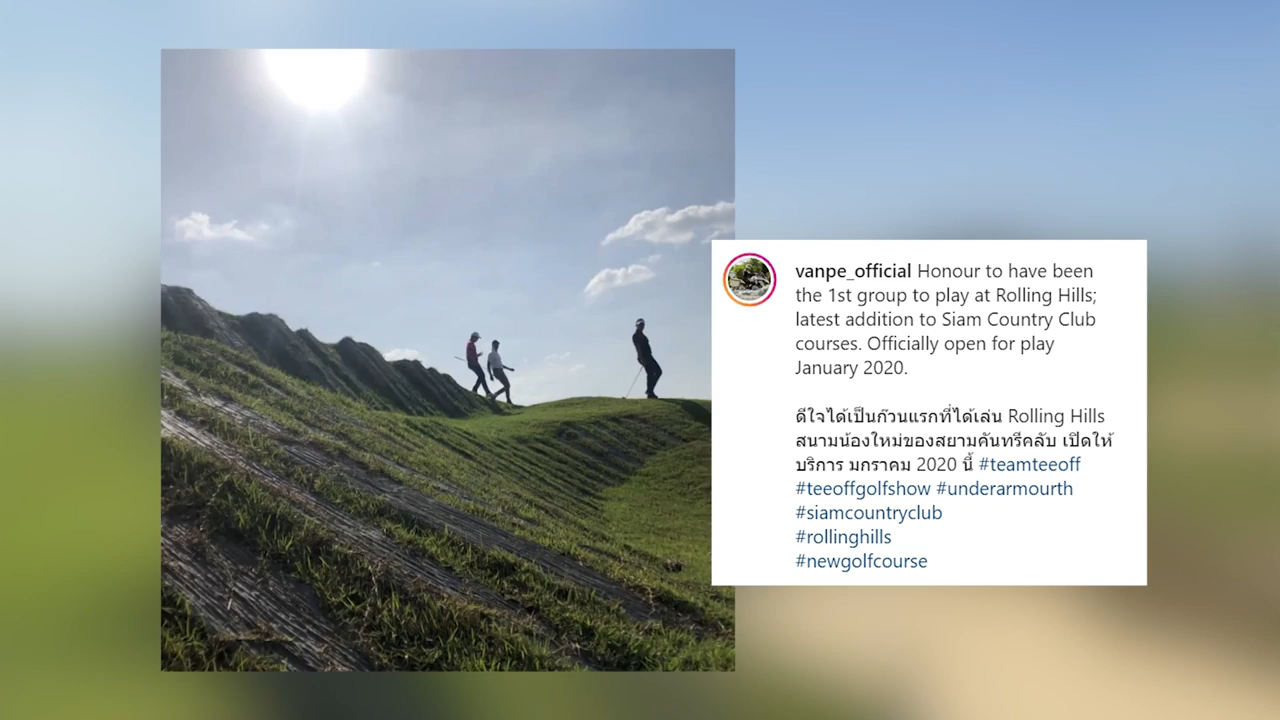 vanpe_official Honour to have been
the 1st group to play at Rolling Hills;
latest addition to Siam Country Club
courses. Officially open for play
January 2020.
ดีใจได้เป็นก๊วนแรกที่ได้เล่น Rolling Hills
สนามน้องใหม่ของสยามคันทรีคลับ เปิดให้
บริการ มกราคม 2020 นี้ #teamteeoff
#teeoffgolfshow #underarmourth
#siamcountryclub
#rollinghills
#newgolfcourse